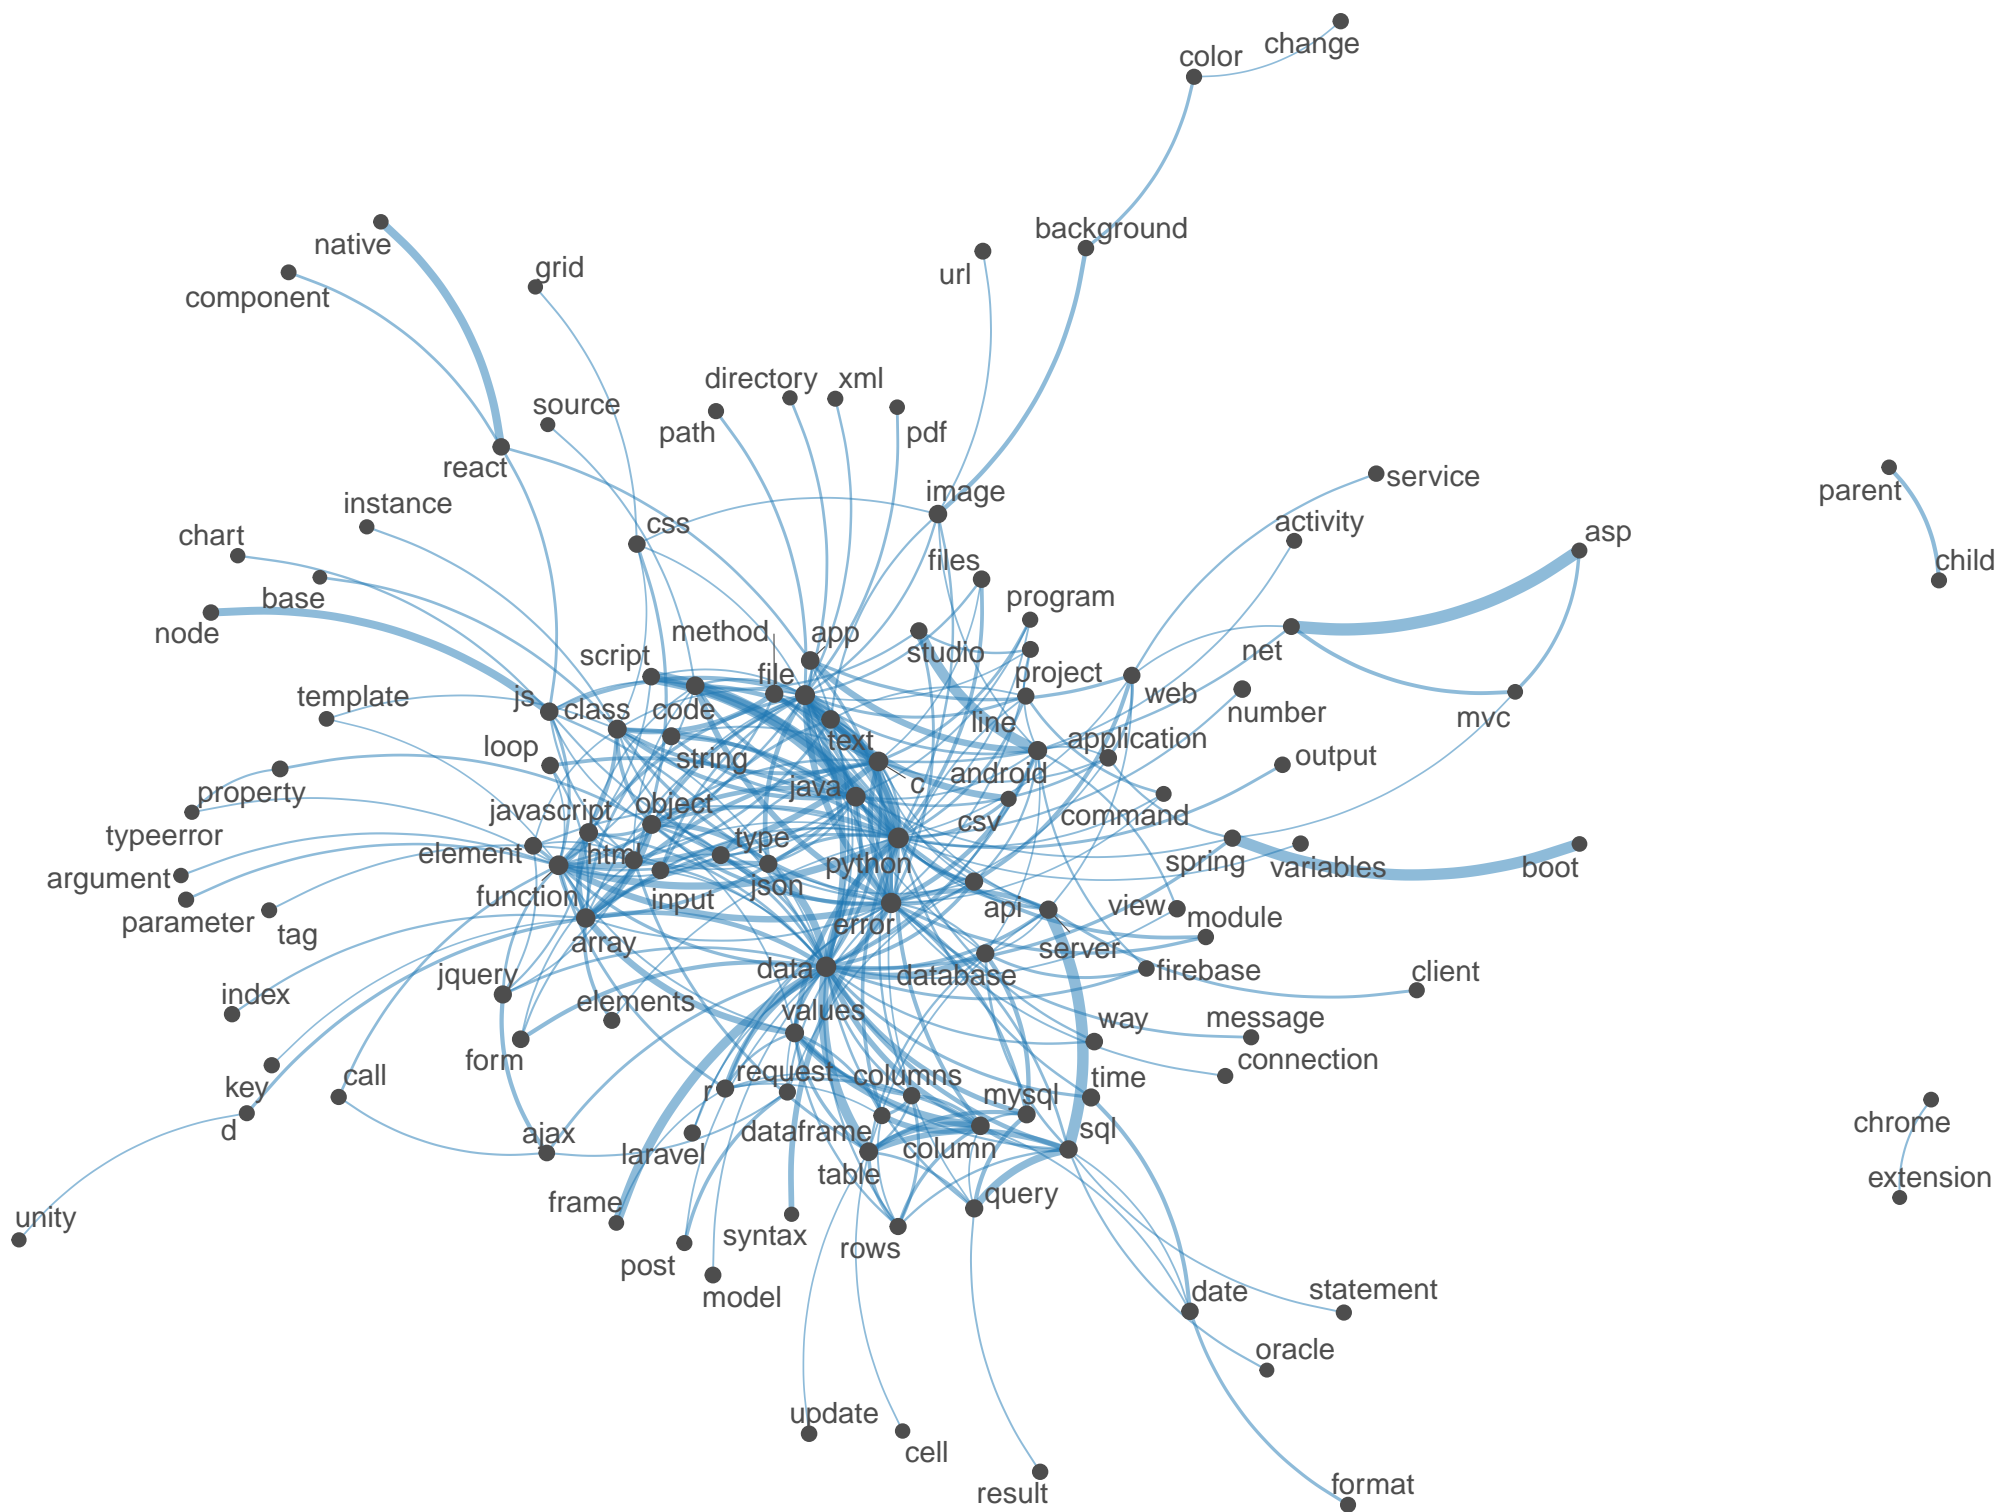 change
color
background
native
component
grid
url
directory
xml
source
path
pdf
react
image
service
parent
instance
css
activity
asp
chart
files
child
base
program
node
method
app
studio
net
script
file
project
template
js
class
code
web
number
mvc
line
loop
text
string
application
output
property
java
c
android
javascript
object
csv
command
typeerror
type
element
html
python
spring
variables
boot
argument
function
input
json
api
view
module
parameter
error
tag
array
server
jquery
data
database
firebase
client
index
elements
values
way
message
form
connection
key
call
r
request
columns
time
d
mysql
ajax
laravel
dataframe
column
sql
chrome
table
frame
query
extension
unity
syntax
rows
post
model
date
statement
oracle
update
cell
result
format